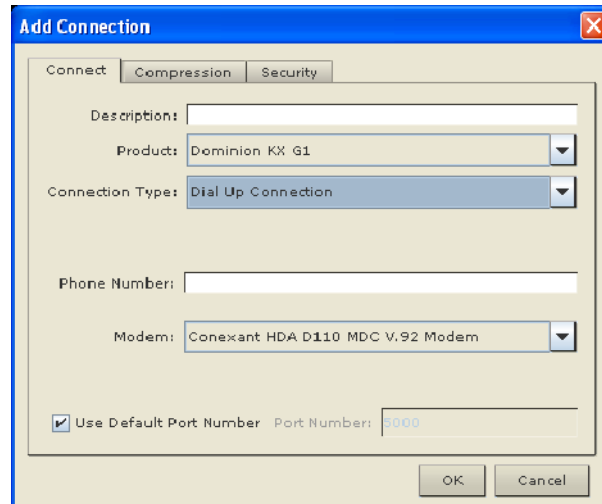 Add Connection
Connect Compression Security
Description:
Product: Dominion KX G1
Connection Type: Dial Up Connection
Phone Number:
Modem: Conexant HDA D110 MDC V.92 Modem
Use Default Port Number Port Number: 5000
OK Cancel